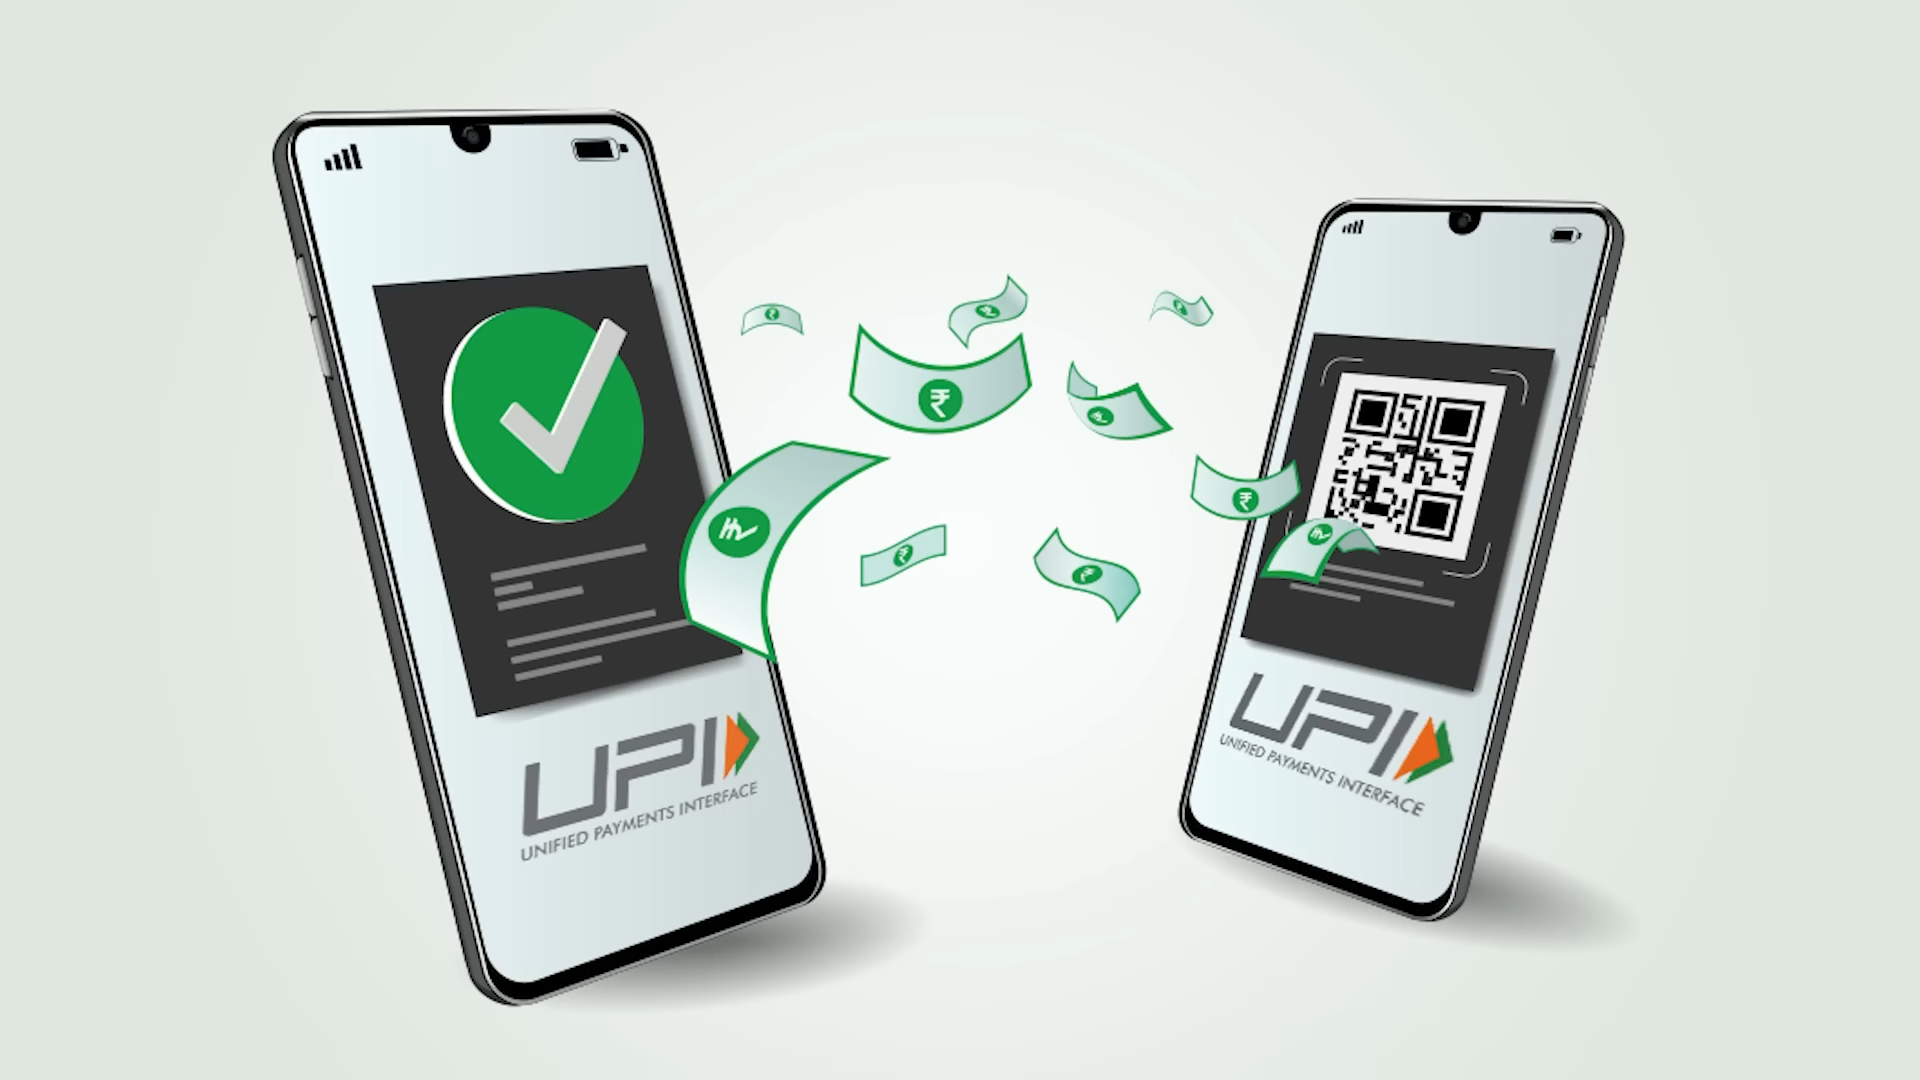 UPI
UNIFIED PAYMENTS INTERFACE
₹
₹
₹
₹
₹
₹
₹
₹
₹
₹
UPI
UNIFIED PAYMENTS INTERFACE